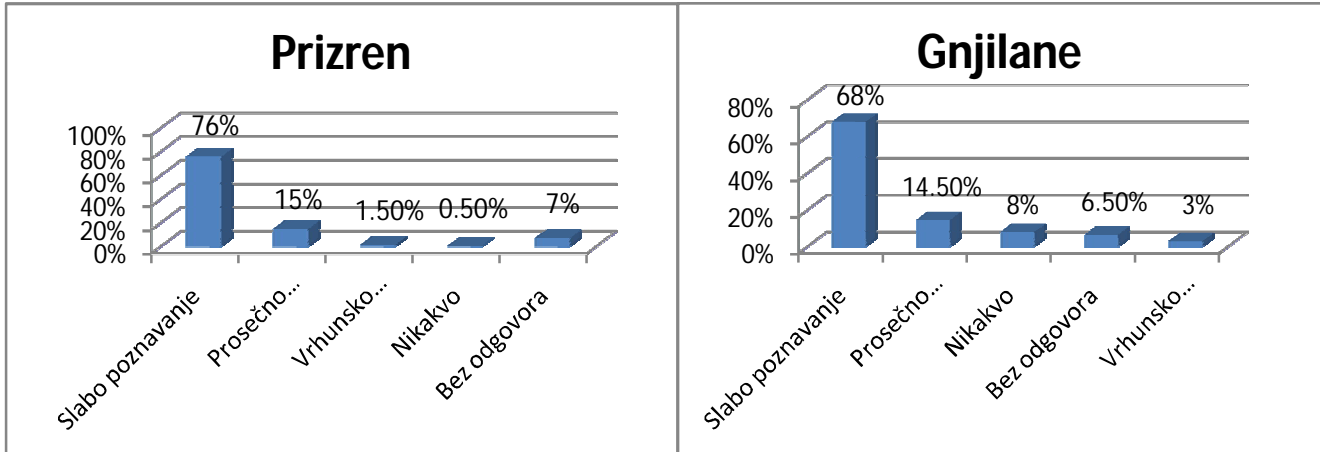 Prizren
100%
80%
60%
40%
20%
0%
76%
15%
1.50%
0.50%
7%
Slabo poznavanje
Prosečno...
Vrhunsko...
Nikakvo
Bez odgovora
Gnjilane
80%
60%
40%
20%
0%
68%
14.50%
8%
6.50%
3%
Slabo poznavanje
Prosečno...
Nikakvo
Bez odgovora
Vrhunsko...